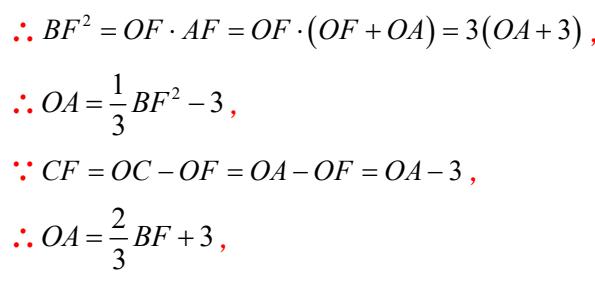 ∴ BF² = OF · AF = OF · (OF + OA) = 3(OA + 3)，
∴ OA = 1/3 BF² − 3，
∵ CF = OC − OF = OA − OF = OA − 3，
∴ OA = 2/3 BF + 3，